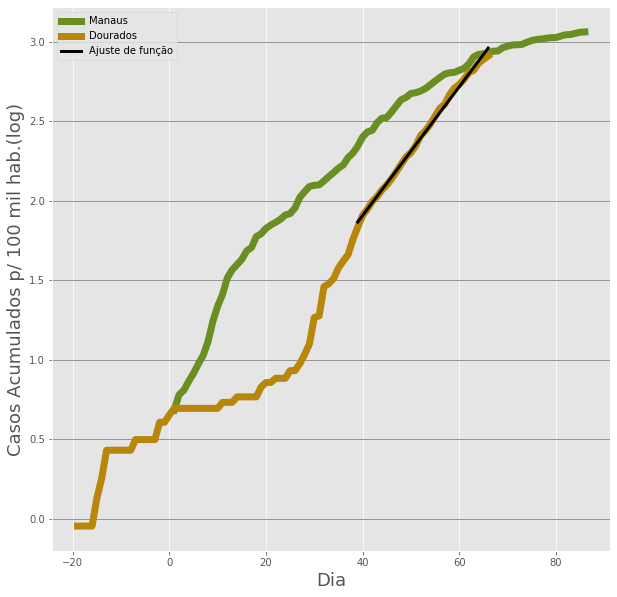 Manaus
Dourados
Ajuste de função
Casos Acumulados p/ 100 mil hab.(log)
3.0
2.5
2.0
1.5
1.0
0.5
0.0
−20 0 20 40 60 80
Dia